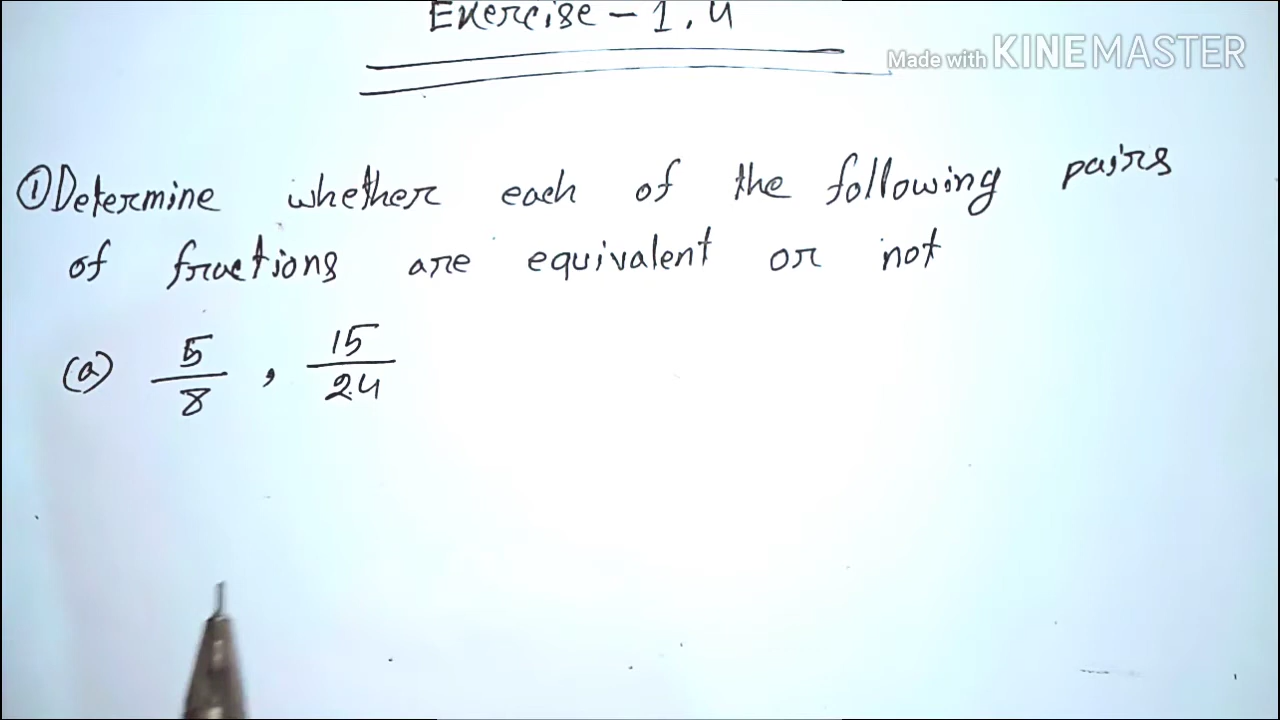 Exercise - 1.4
Made with KINEMASTER
① Determine whether each of the following pairs
of fractions are equivalent or not
(a) 5/8 , 15/24